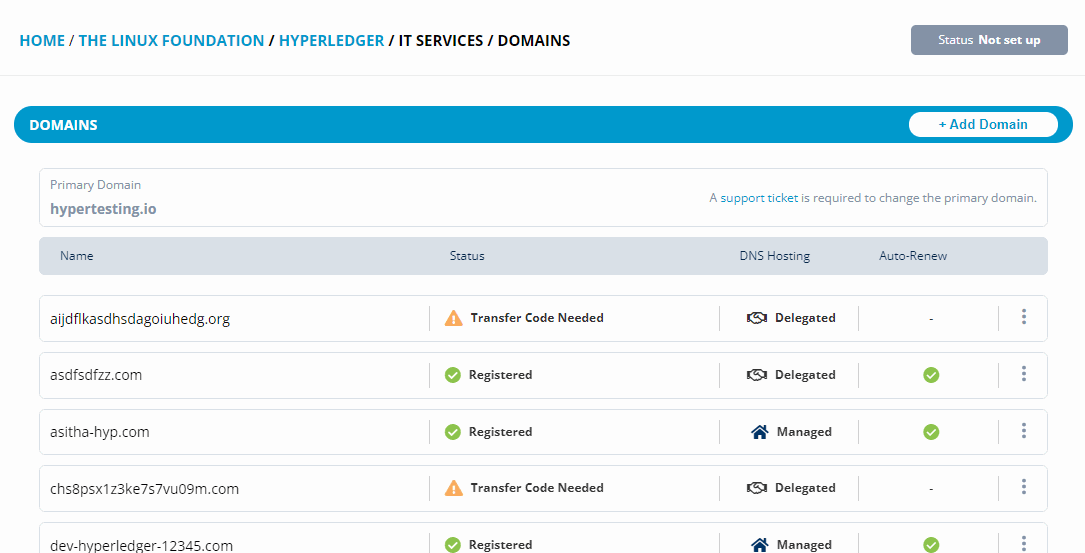 HOME / THE LINUX FOUNDATION / HYPERLEDGER / IT SERVICES / DOMAINS
Status Not set up
DOMAINS
+ Add Domain
Primary Domain
hypertesting.io
A support ticket is required to change the primary domain.
Name Status DNS Hosting Auto-Renew
aijdflkasdhsdagoiuhedg.org Transfer Code Needed Delegated -
asdfsdfzz.com Registered Delegated
asitha-hyp.com Registered Managed
chs8psx1z3ke7s7vu09m.com Transfer Code Needed Delegated -
dev-hyperledger-12345.com Registered Managed